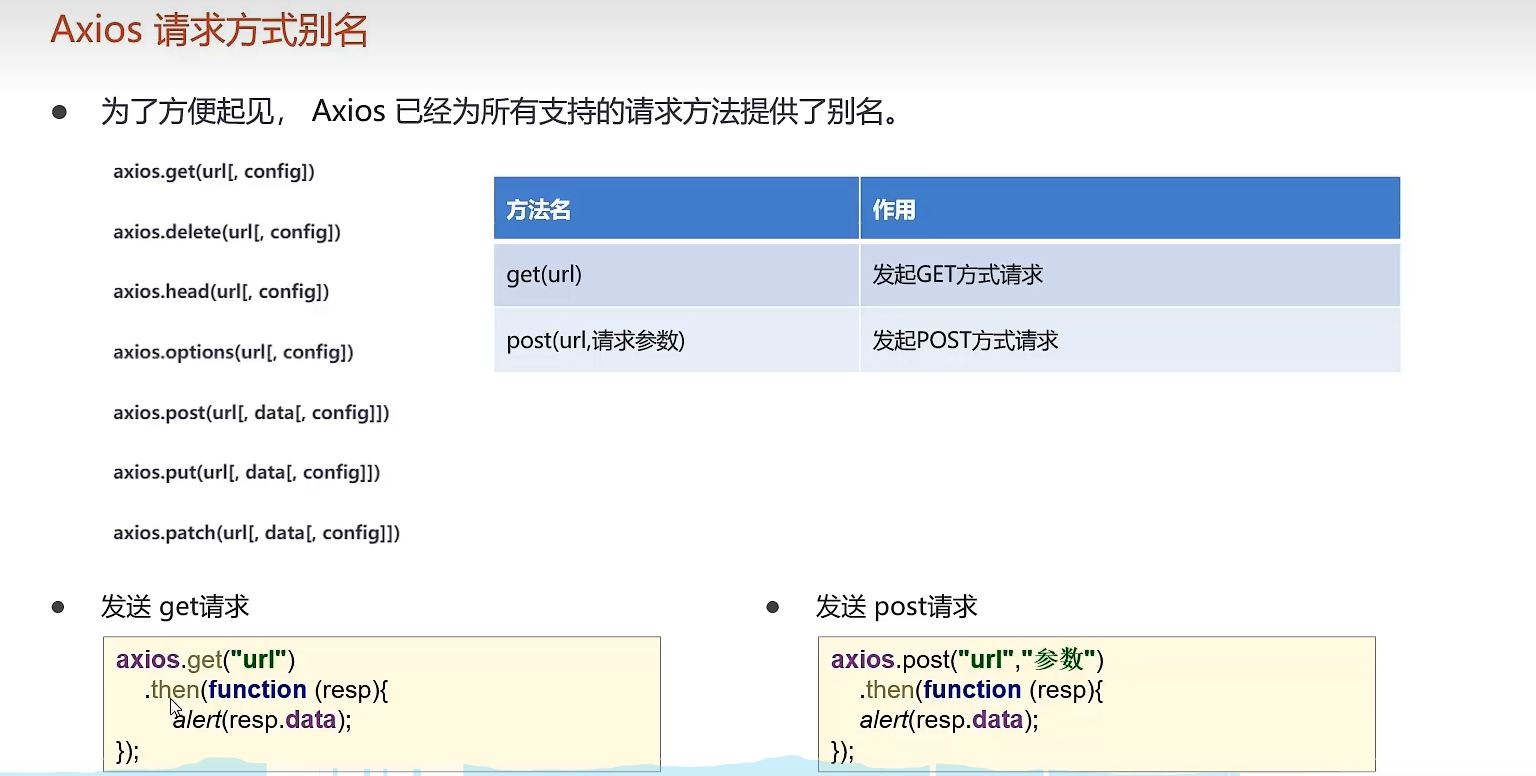 Axios 请求方式别名
为了方便起见， Axios 已经为所有支持的请求方法提供了别名。
axios.get(url[, config])
axios.delete(url[, config])
axios.head(url[, config])
axios.options(url[, config])
axios.post(url[, data[, config]])
axios.put(url[, data[, config]])
axios.patch(url[, data[, config]])
方法名 作用
get(url) 发起GET方式请求
post(url,请求参数) 发起POST方式请求
发送 get请求
axios.get("url")
.then(function (resp){
alert(resp.data);
});
发送 post请求
axios.post("url","参数")
.then(function (resp){
alert(resp.data);
});